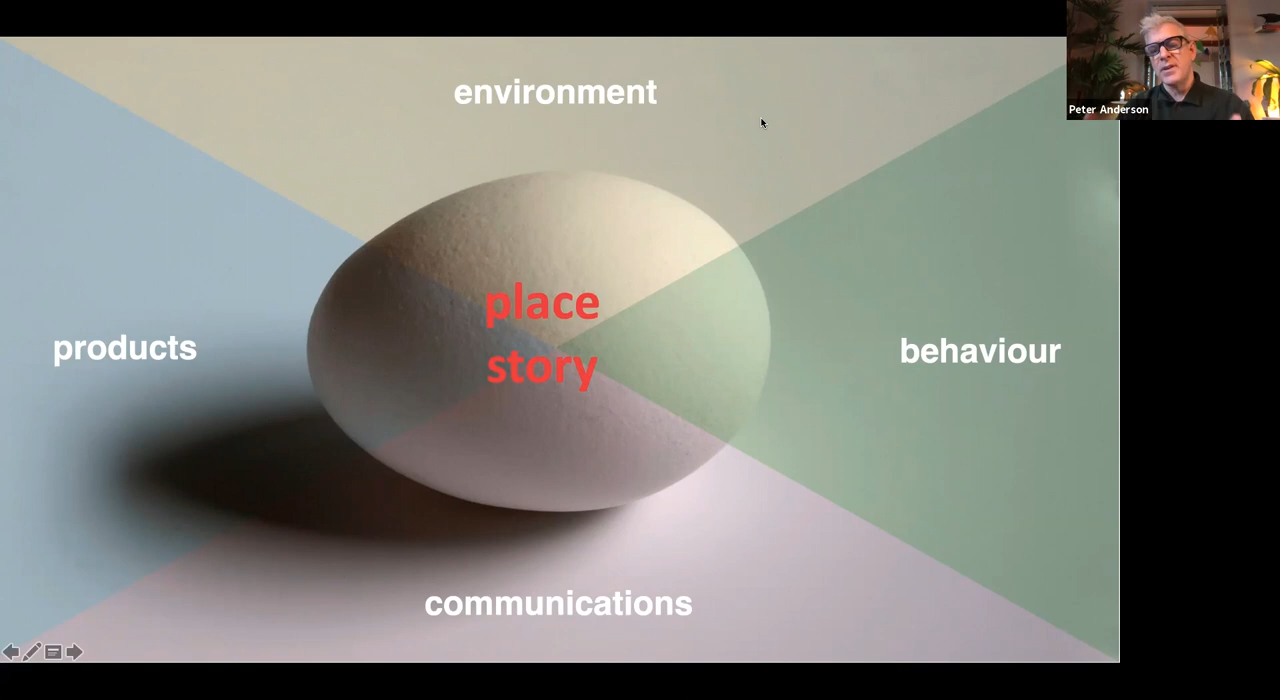 environment
Peter Anderson
place
story
products
behaviour
communications